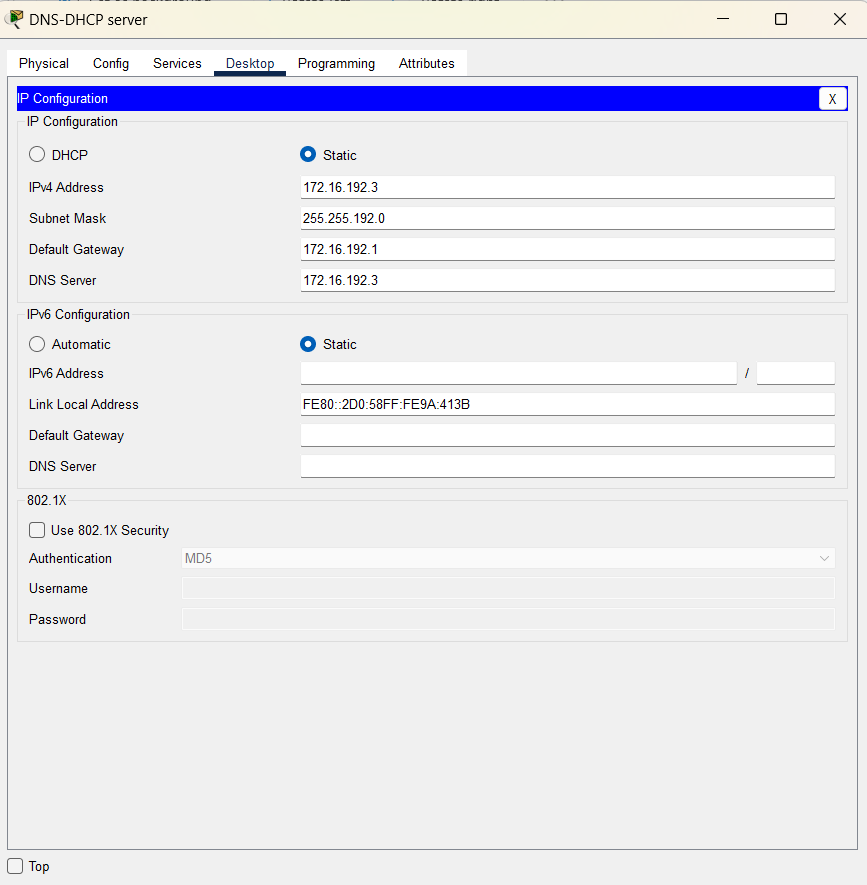 DNS-DHCP server
Physical Config Services Desktop Programming Attributes
IP Configuration
X
IP Configuration
DHCP Static
IPv4 Address 172.16.192.3
Subnet Mask 255.255.192.0
Default Gateway 172.16.192.1
DNS Server 172.16.192.3
IPv6 Configuration
Automatic Static
IPv6 Address /
Link Local Address FE80::2D0:58FF:FE9A:413B
Default Gateway
DNS Server
802.1X
Use 802.1X Security
Authentication MD5
Username
Password
Top